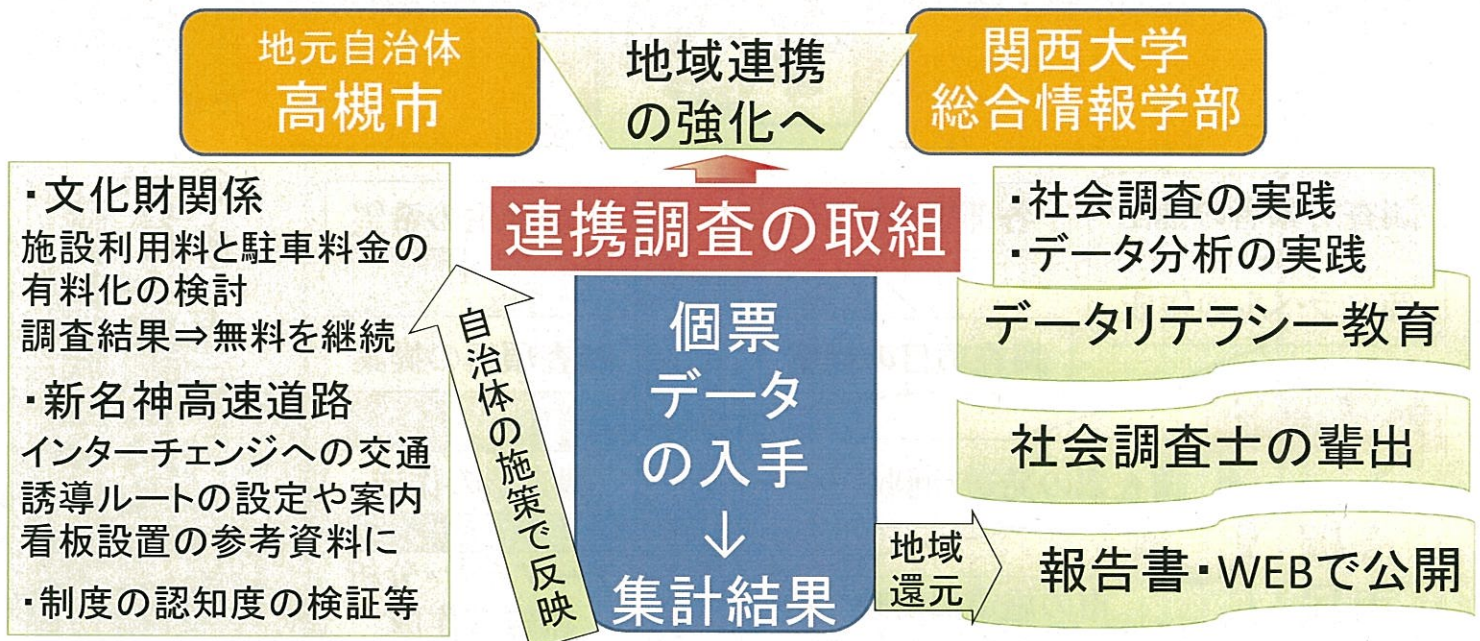 地元自治体
高槻市
地域連携
の強化へ
関西大学
総合情報学部
連携調査の取組
・文化財関係
施設利用料と駐車料金の
有料化の検討
調査結果⇒無料を継続
・新名神高速道路
インターチェンジへの交通
誘導ルートの設定や案内
看板設置の参考資料に
・制度の認知度の検証等
自治体の施策で反映
個票
データ
の入手
↓
集計結果
地域
還元
・社会調査の実践
・データ分析の実践
データリテラシー教育
社会調査士の輩出
報告書・WEBで公開